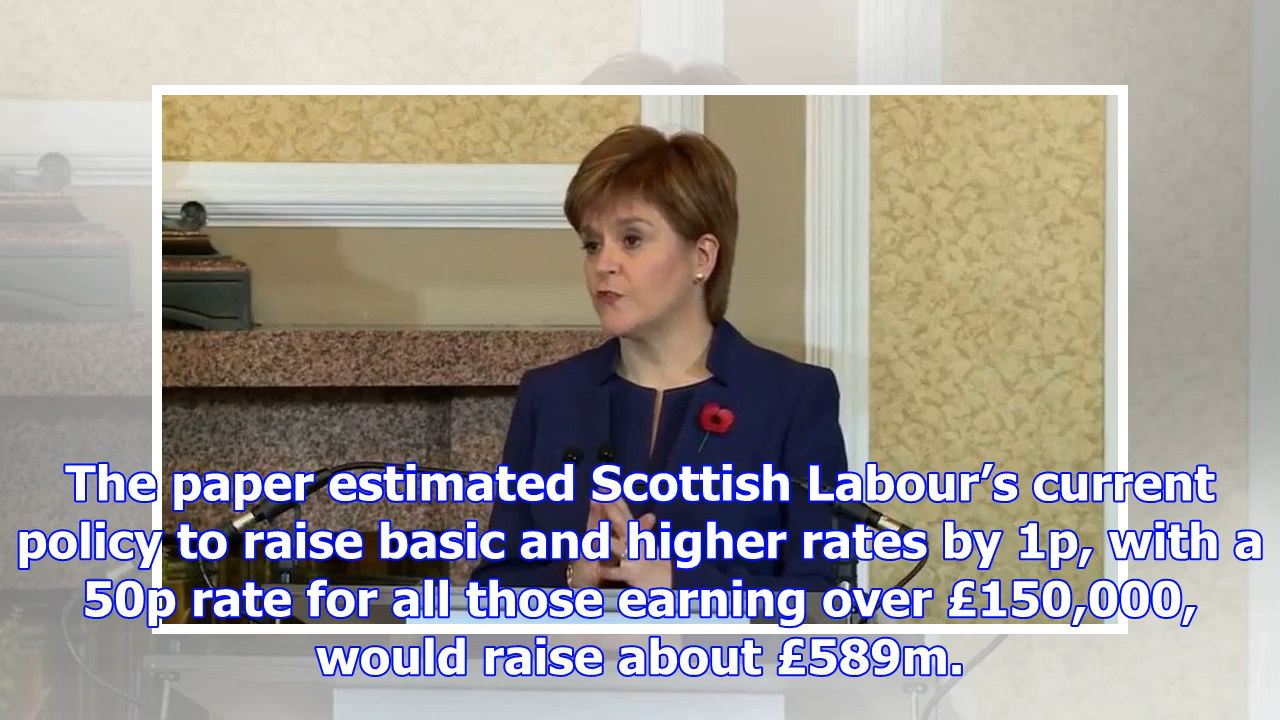 The paper estimated Scottish Labour’s current
policy to raise basic and higher rates by 1p, with a
50p rate for all those earning over £150,000,
would raise about £589m.